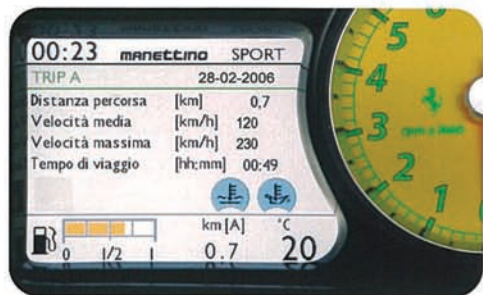 00:23 manettino SPORT
TRIP A 28-02-2006
Distanza percorsa [km] 0,7
Velocità media [km/h] 120
Velocità massima [km/h] 230
Tempo di viaggio [hh:mm] 00:49
km [A] °C
0 1/2 1 0.7 20
5
4
3
2
1